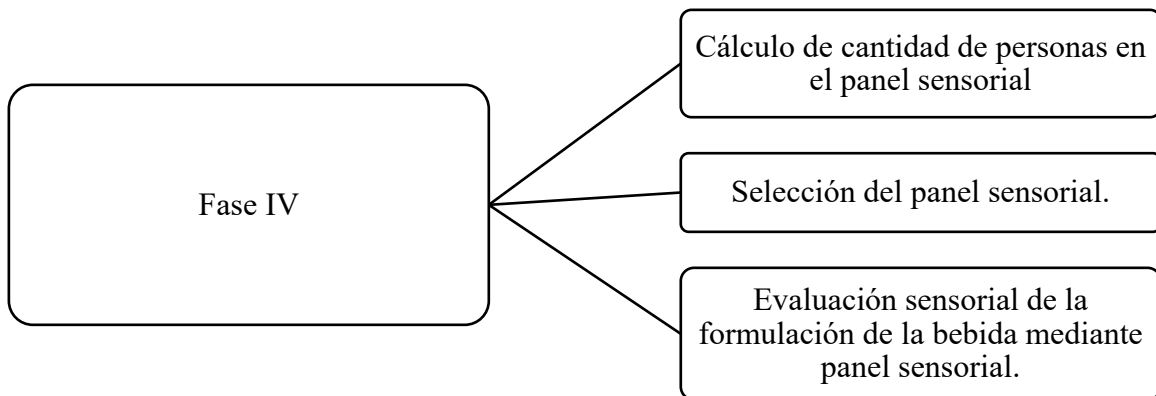 Fase IV
Cálculo de cantidad de personas en
el panel sensorial
Selección del panel sensorial.
Evaluación sensorial de la
formulación de la bebida mediante
panel sensorial.